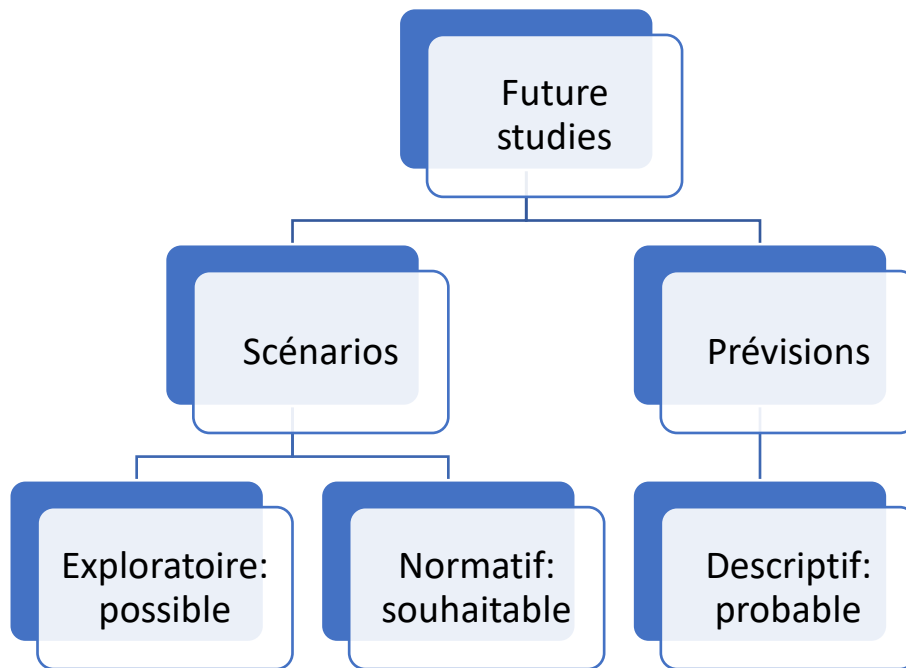 Future
studies
Scénarios
Prévisions
Exploratoire:
possible
Normatif:
souhaitable
Descriptif:
probable